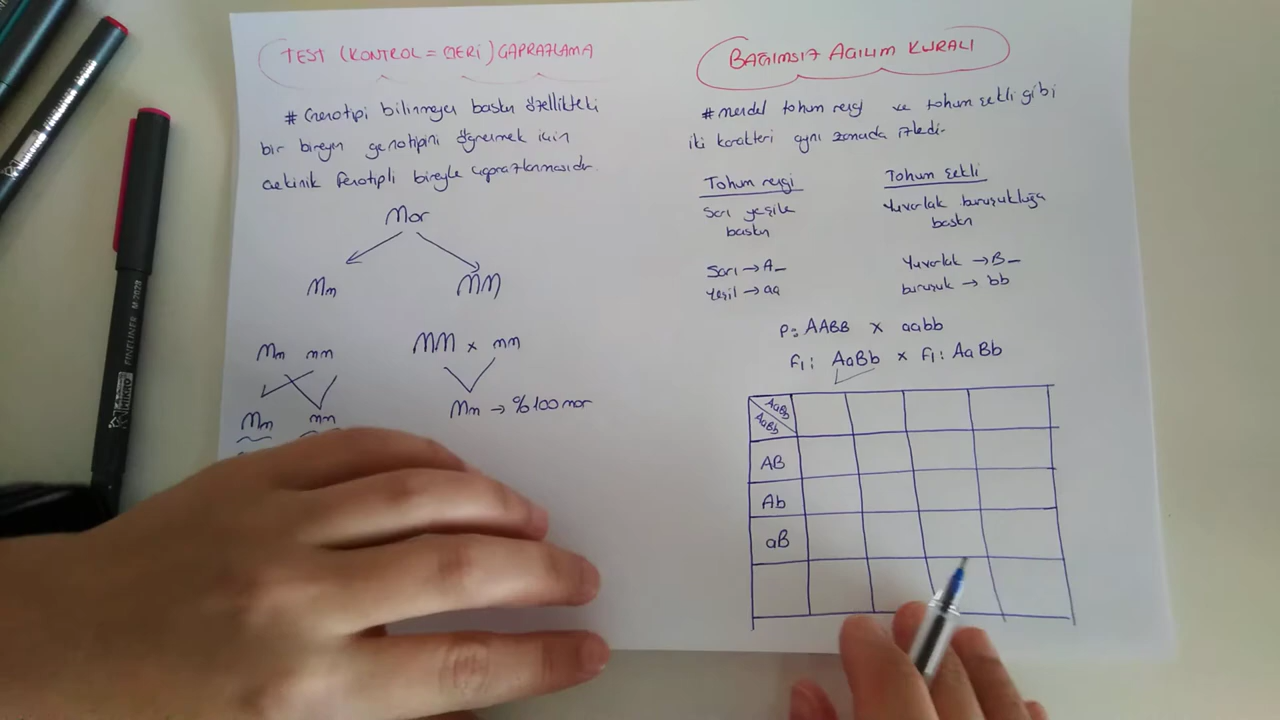 TEST (KONTROL = GERİ) ÇAPRAZLAMA
# Genotipi bilinmeyen baskın özellikteki
bir bireyin genotipini öğrenmek için
çekinik fenotipli bireyle çaprazlanmasıdır.
Mor
Mm MM
Mm mm
MM x mm
Mm mm
Mm → %100 mor
BAĞIMSIZ AÇILIM KURALI
# mendel tohum rengi ve tohum şekli gibi
iki karakteri aynı zamanda izledi.
Tohum rengi
Sarı yeşile
baskın
Sarı → A_
Yeşil → aa
Tohum şekli
Yuvarlak buruşukluğa
baskın
Yuvarlak → B_
buruşuk → bb
P: AABB x aabb
F1: AaBb x F1: AaBb
AaBb
AaBb
AB
Ab
aB
MIKRO FINELINER M-7028